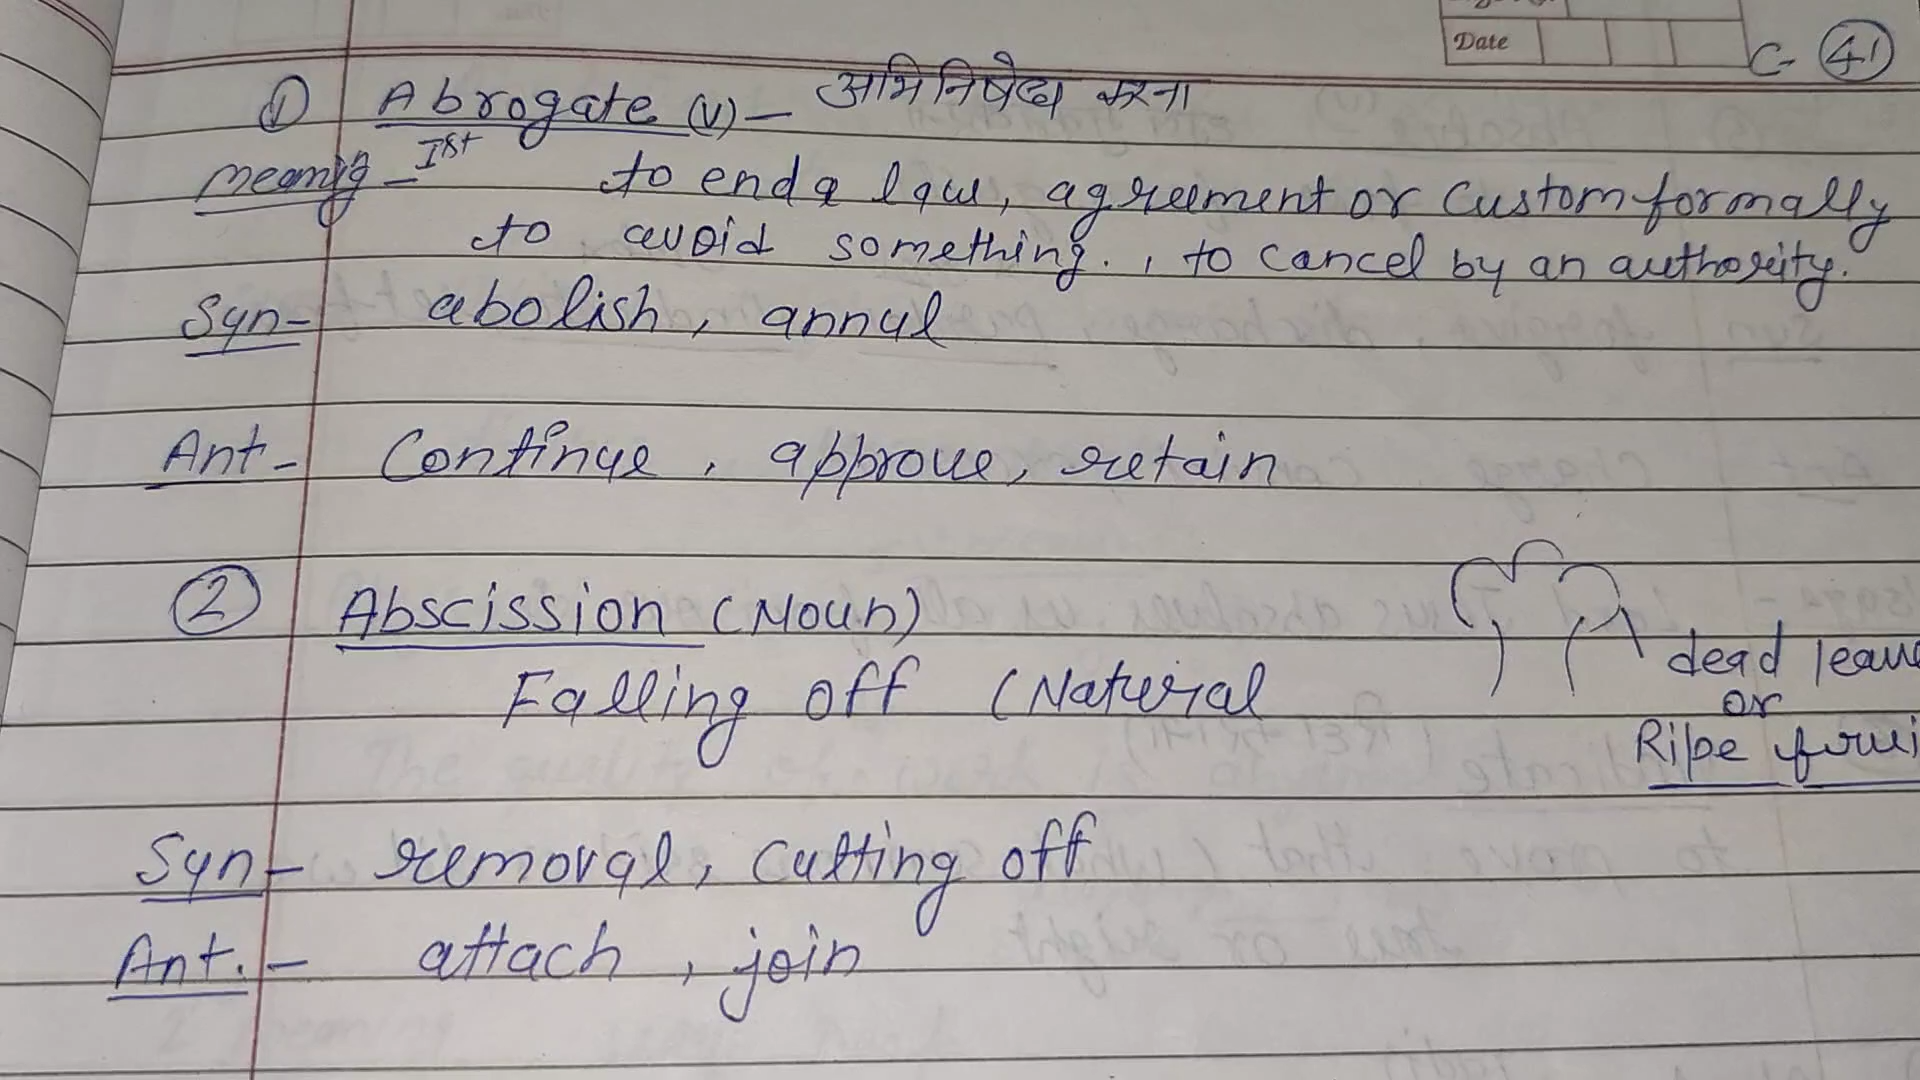 Date
C- 41
① Abrogate (v) — अभिनिषेध करना
Meaning - Ist to end a law, agreement or custom formally
to avoid something. , to cancel by an authority.
Syn- abolish, annul
Ant- Continue, approve, retain
② Abscission (Noun)
Falling off (Naturial
dead leave
or
Ripe frui
Syn- removal, Cutting off
Ant. - attach, join